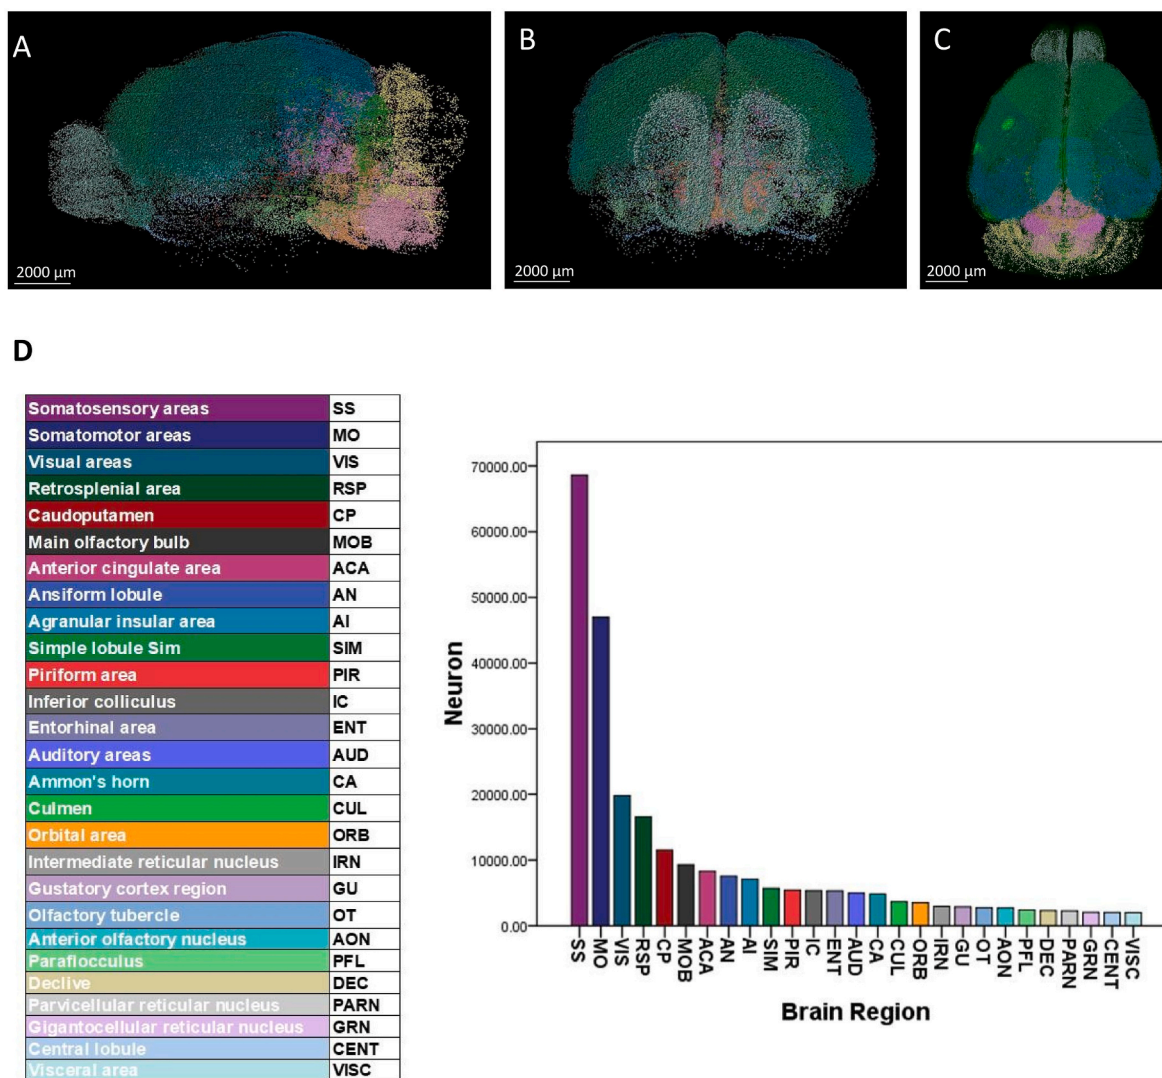 A
B
C
2000 µm
2000 µm
2000 µm
D
Somatosensory areas SS
Somatomotor areas MO
Visual areas VIS
Retrosplenial area RSP
Caudoputamen CP
Main olfactory bulb MOB
Anterior cingulate area ACA
Ansiform lobule AN
Agranular insular area AI
Simple lobule Sim SIM
Piriform area PIR
Inferior colliculus IC
Entorhinal area ENT
Auditory areas AUD
Ammon's horn CA
Culmen CUL
Orbital area ORB
Intermediate reticular nucleus IRN
Gustatory cortex region GU
Olfactory tubercle OT
Anterior olfactory nucleus AON
Paraflocculus PFL
Declive DEC
Parvicellular reticular nucleus PARN
Gigantocellular reticular nucleus GRN
Central lobule CENT
Visceral area VISC
Neuron
70000.00
60000.00
50000.00
40000.00
30000.00
20000.00
10000.00
0.00
SS MO VIS RSP CP MOB ACA AN AI SIM PIR IC ENT AUD CA CUL ORB IRN GU OT AON PFL DEC PARN GRN CENT VISC
Brain Region